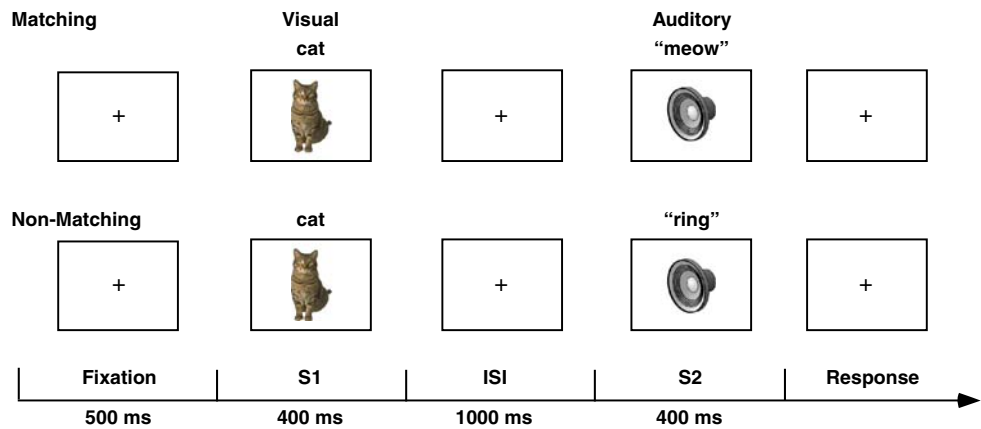 Matching Visual Auditory
cat “meow”
+ + +
Non-Matching cat “ring”
+ + +
Fixation S1 ISI S2 Response
500 ms 400 ms 1000 ms 400 ms